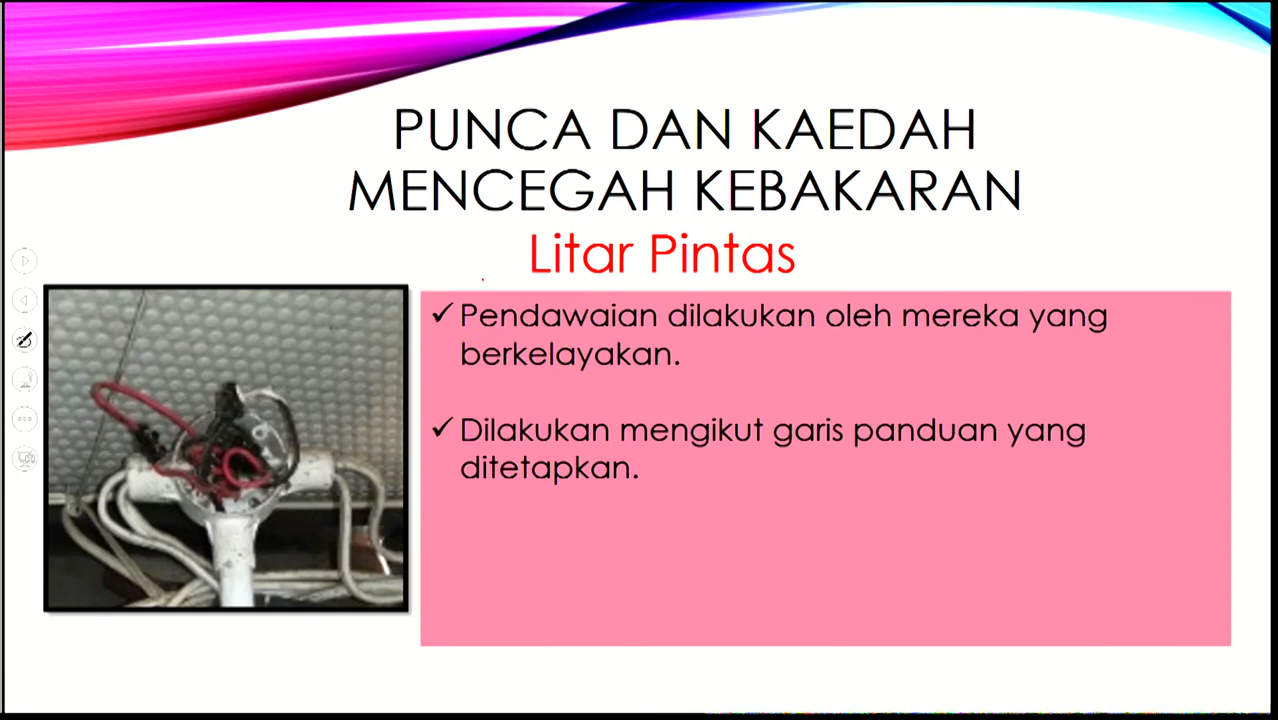 PUNCA DAN KAEDAH
MENCEGAH KEBAKARAN
Litar Pintas
✓ Pendawaian dilakukan oleh mereka yang
berkelayakan.
✓ Dilakukan mengikut garis panduan yang
ditetapkan.